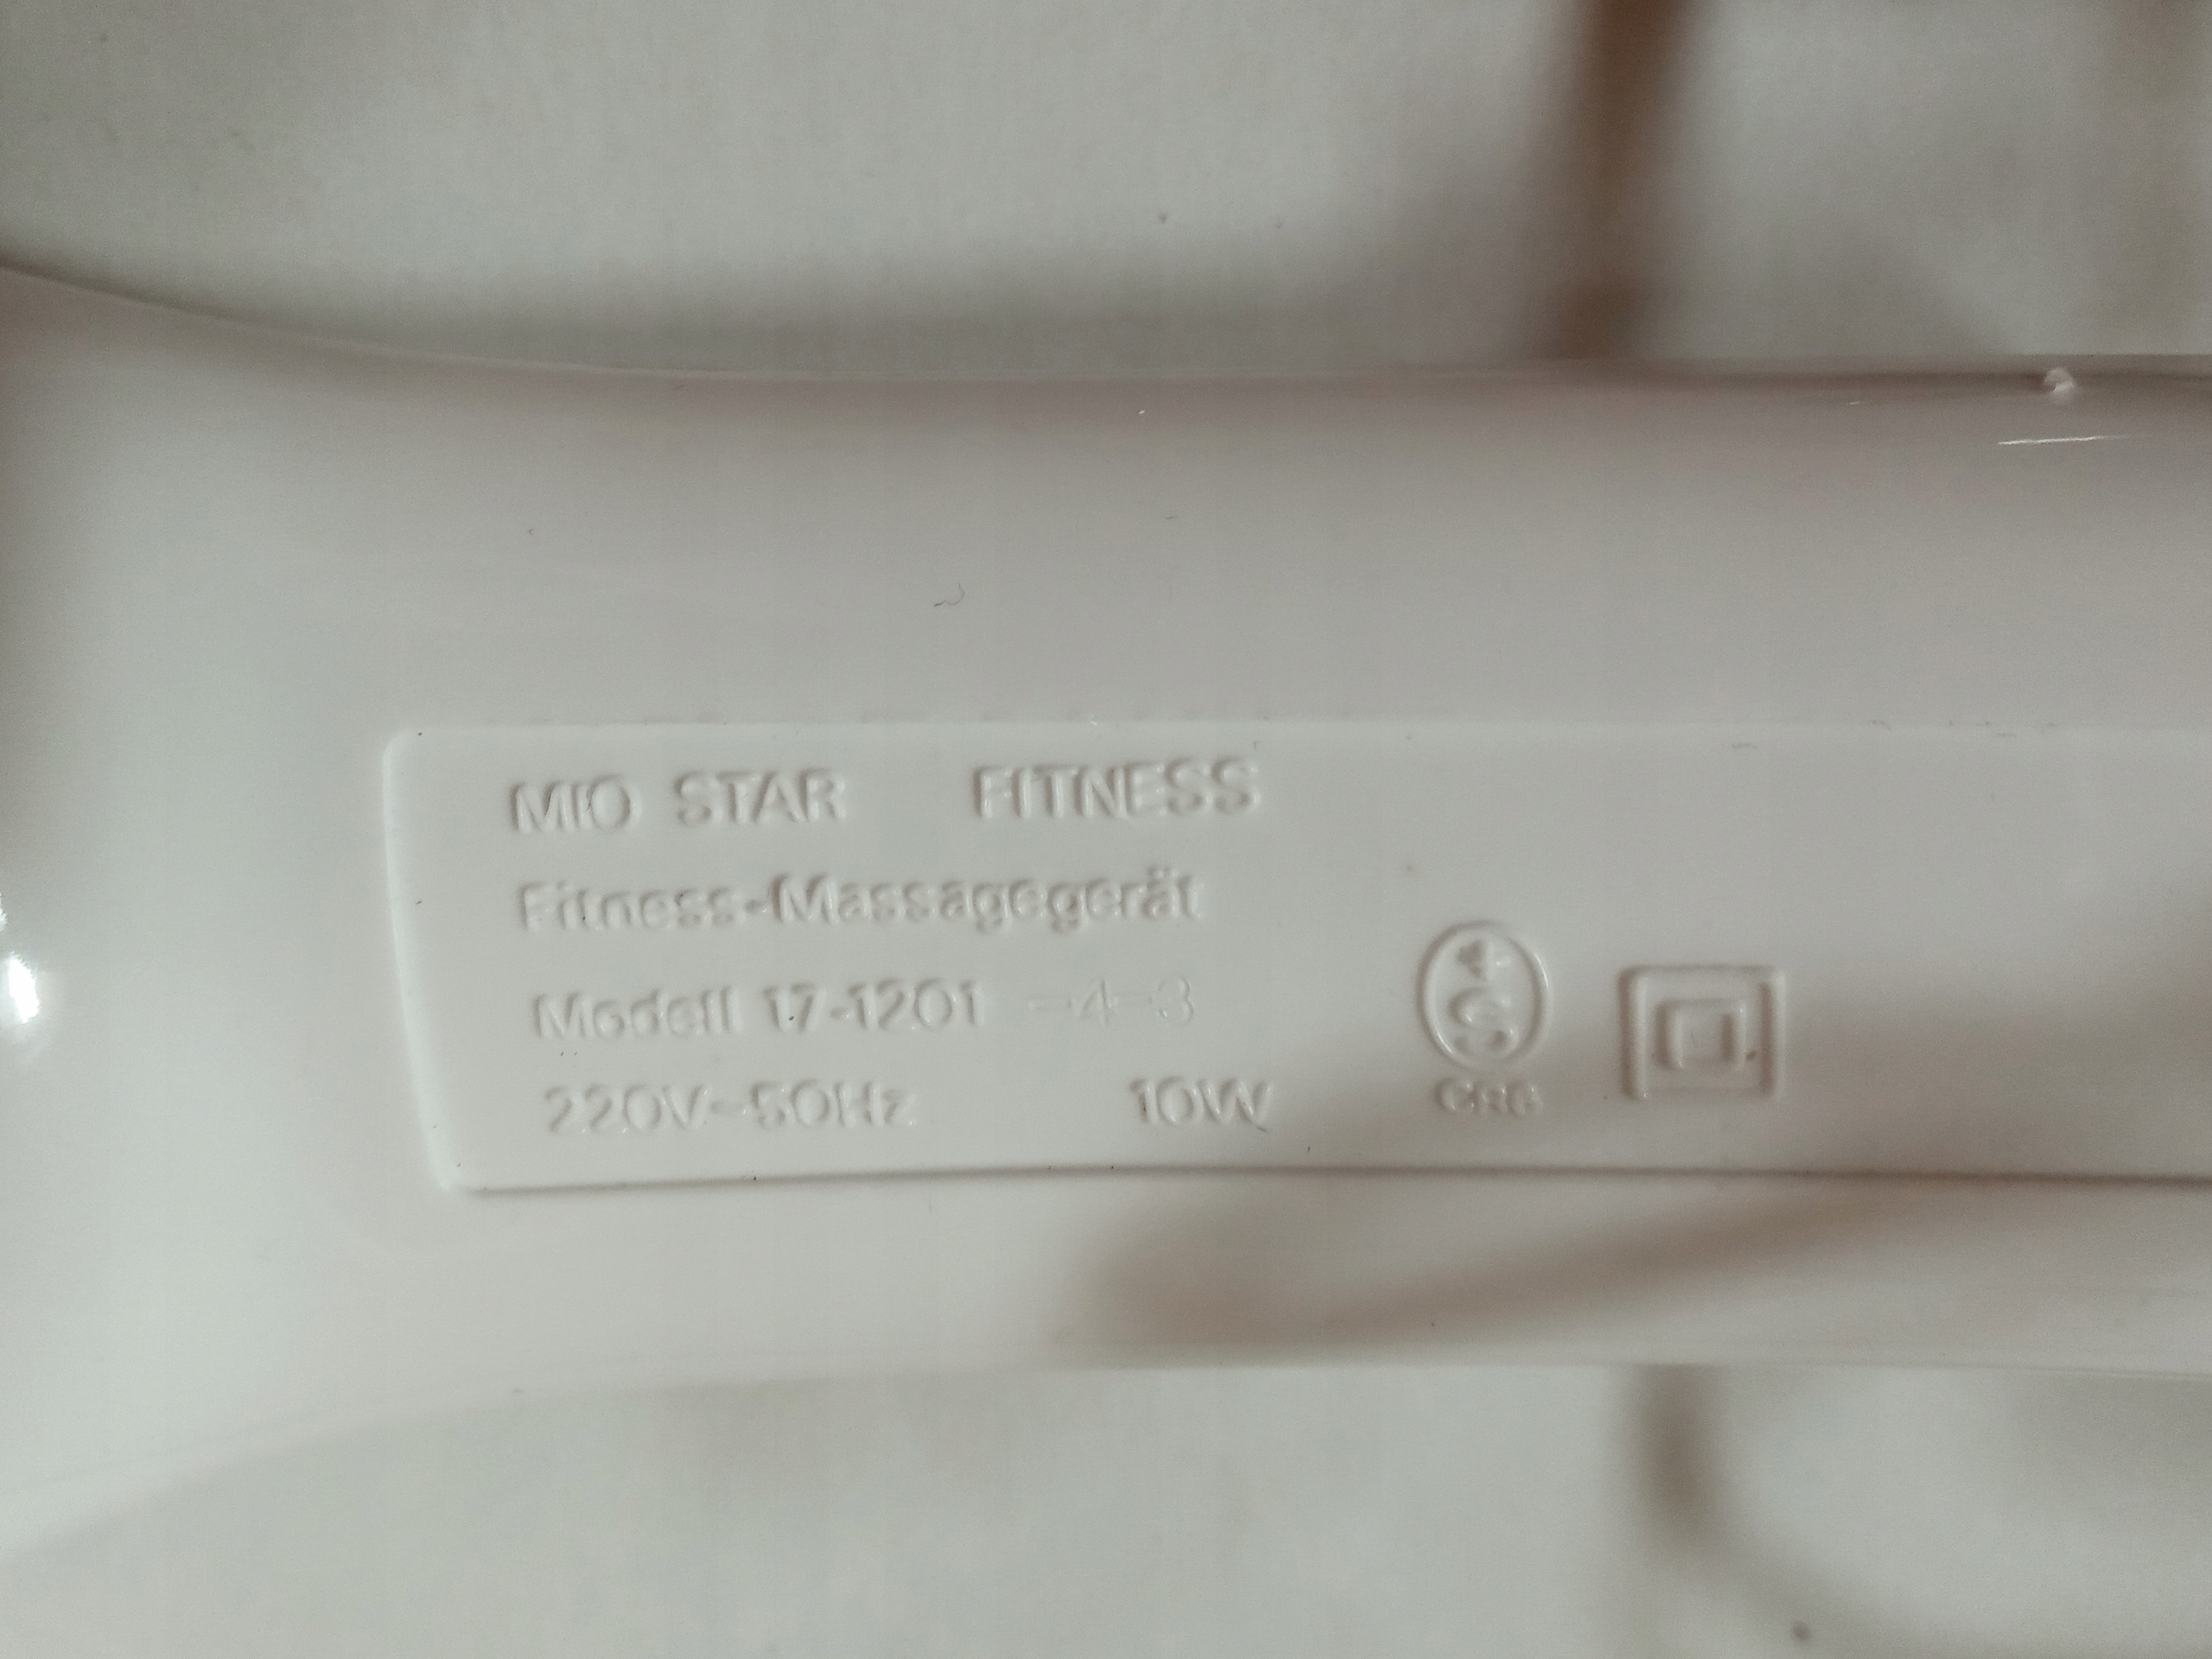 MIO STAR FITNESS
Fitness-Massagegerät
Modell 17-1201 -4-3
220V~50Hz 10W
S